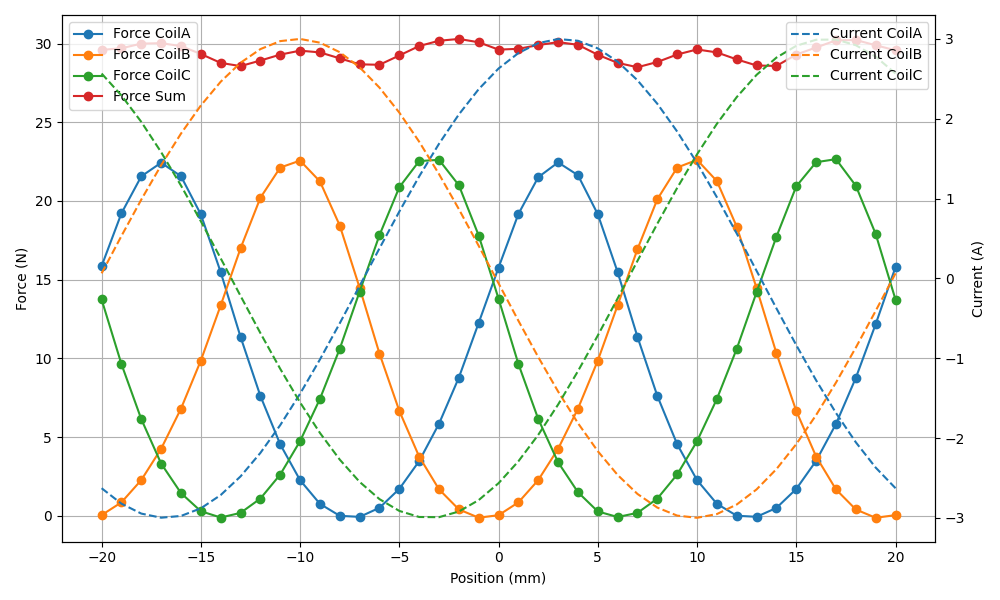 Force CoilA
Force CoilB
Force CoilC
Force Sum
Current CoilA
Current CoilB
Current CoilC
30
25
20
15
10
5
0
Force (N)
3
2
1
0
−1
−2
−3
Current (A)
−20 −15 −10 −5 0 5 10 15 20
Position (mm)